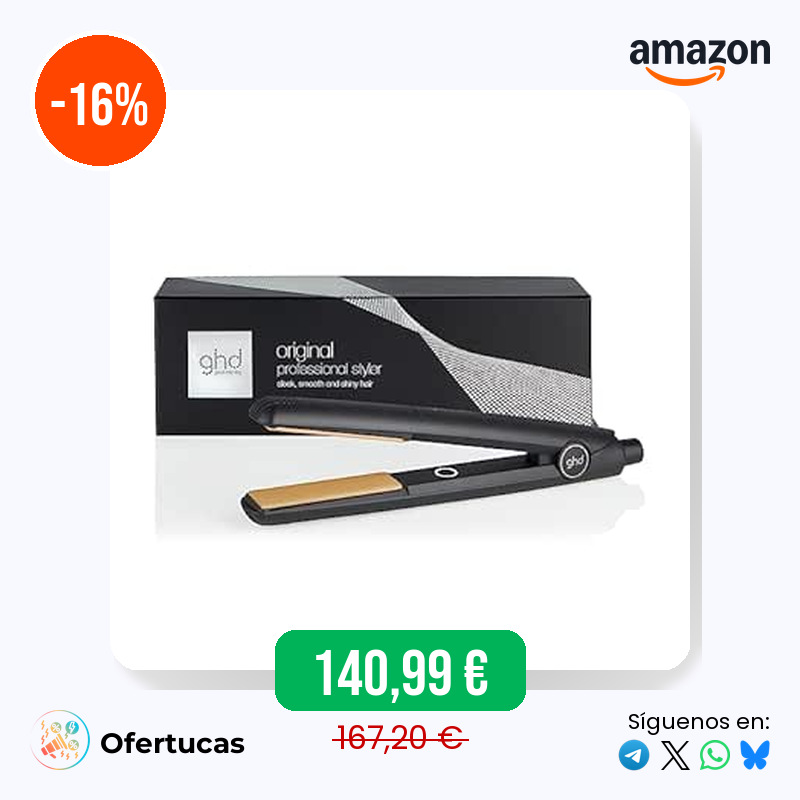 -16%
amazon
ghd
original
professional styler
sleek, smooth and shiny hair
ghd
140,99 €
167,20 €
Ofertucas
Síguenos en: